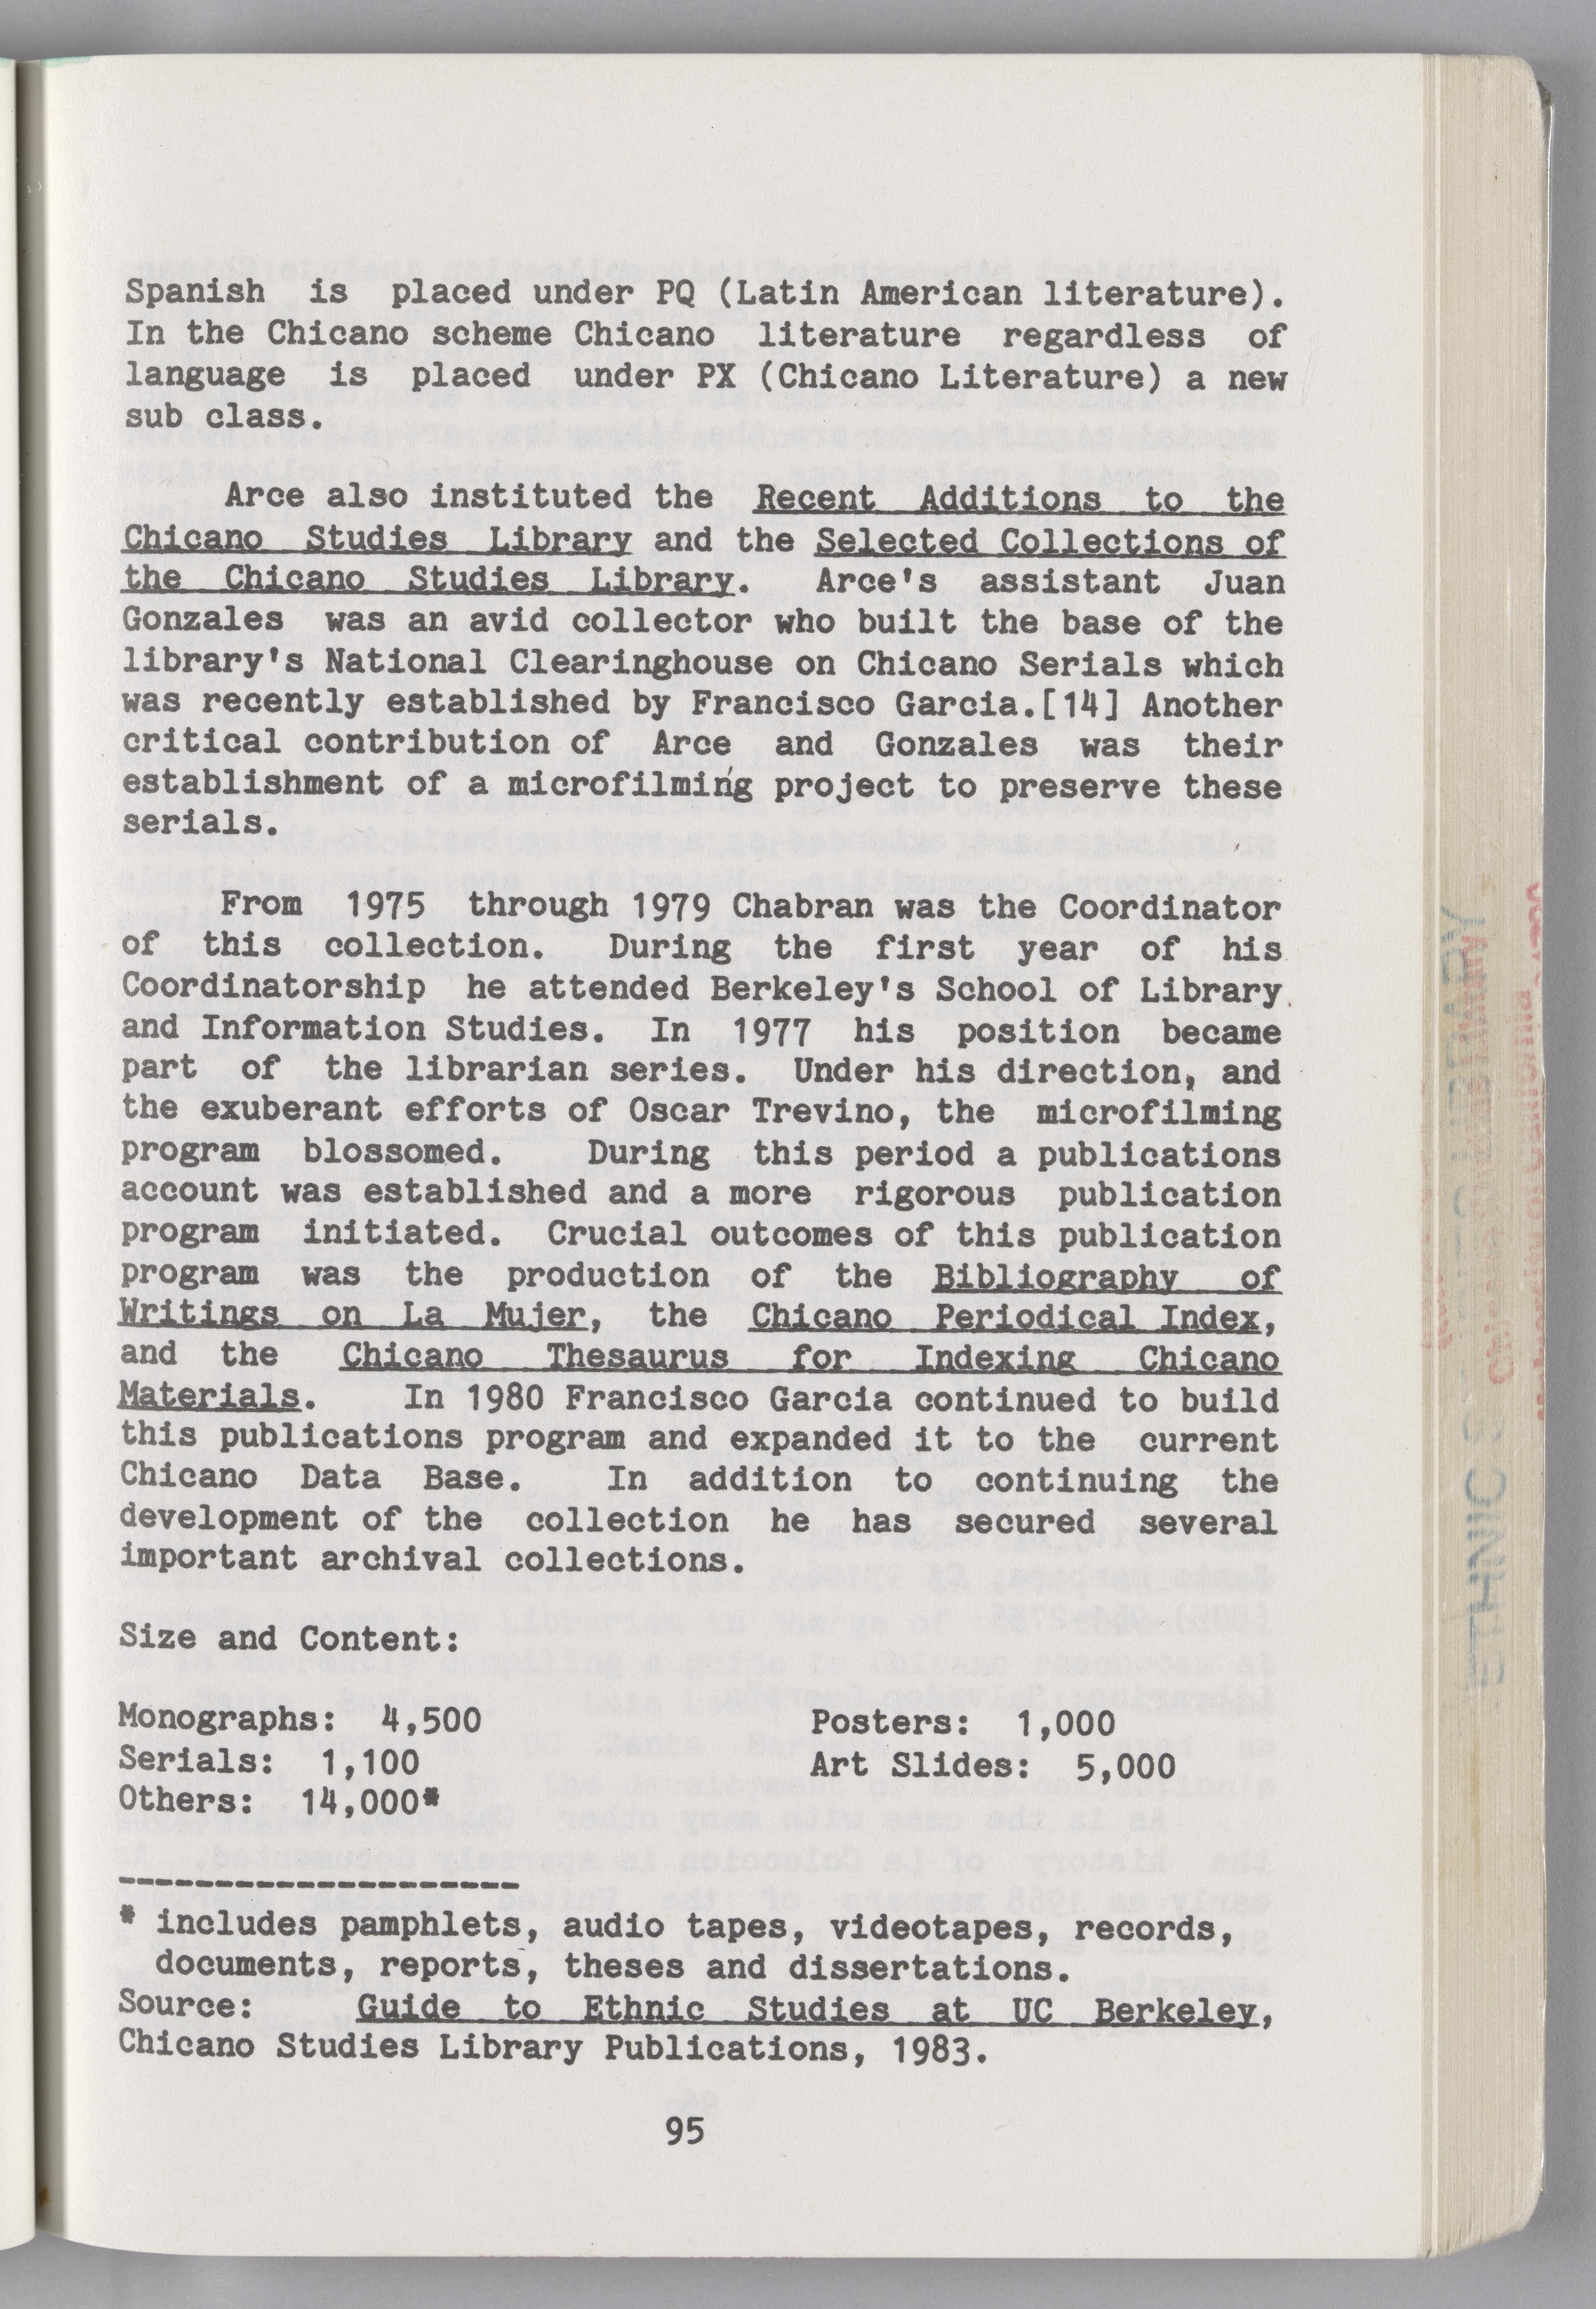 Spanish is placed under PQ (Latin American literature).
In the Chicano scheme Chicano literature regardless of
language is placed under PX (Chicano Literature) a new
sub class.
Arce also instituted the Recent Additions to the
Chicano Studies Library and the Selected Collections of
the Chicano Studies Library. Arce's assistant Juan
Gonzales was an avid collector who built the base of the
library's National Clearinghouse on Chicano Serials which
was recently established by Francisco Garcia.[14] Another
critical contribution of Arce and Gonzales was their
establishment of a microfilming project to preserve these
serials.
From 1975 through 1979 Chabran was the Coordinator
of this collection. During the first year of his
Coordinatorship he attended Berkeley's School of Library
and Information Studies. In 1977 his position became
part of the librarian series. Under his direction, and
the exuberant efforts of Oscar Trevino, the microfilming
program blossomed. During this period a publications
account was established and a more rigorous publication
program initiated. Crucial outcomes of this publication
program was the production of the Bibliography of
Writings on La Mujer, the Chicano Periodical Index,
and the Chicano Thesaurus for Indexing Chicano
Materials. In 1980 Francisco Garcia continued to build
this publications program and expanded it to the current
Chicano Data Base. In addition to continuing the
development of the collection he has secured several
important archival collections.
Size and Content:
Monographs: 4,500 Posters: 1,000
Serials: 1,100 Art Slides: 5,000
Others: 14,000*
* includes pamphlets, audio tapes, videotapes, records,
documents, reports, theses and dissertations.
Source: Guide to Ethnic Studies at UC Berkeley,
Chicano Studies Library Publications, 1983.
95
ETHNIC LIBRARY